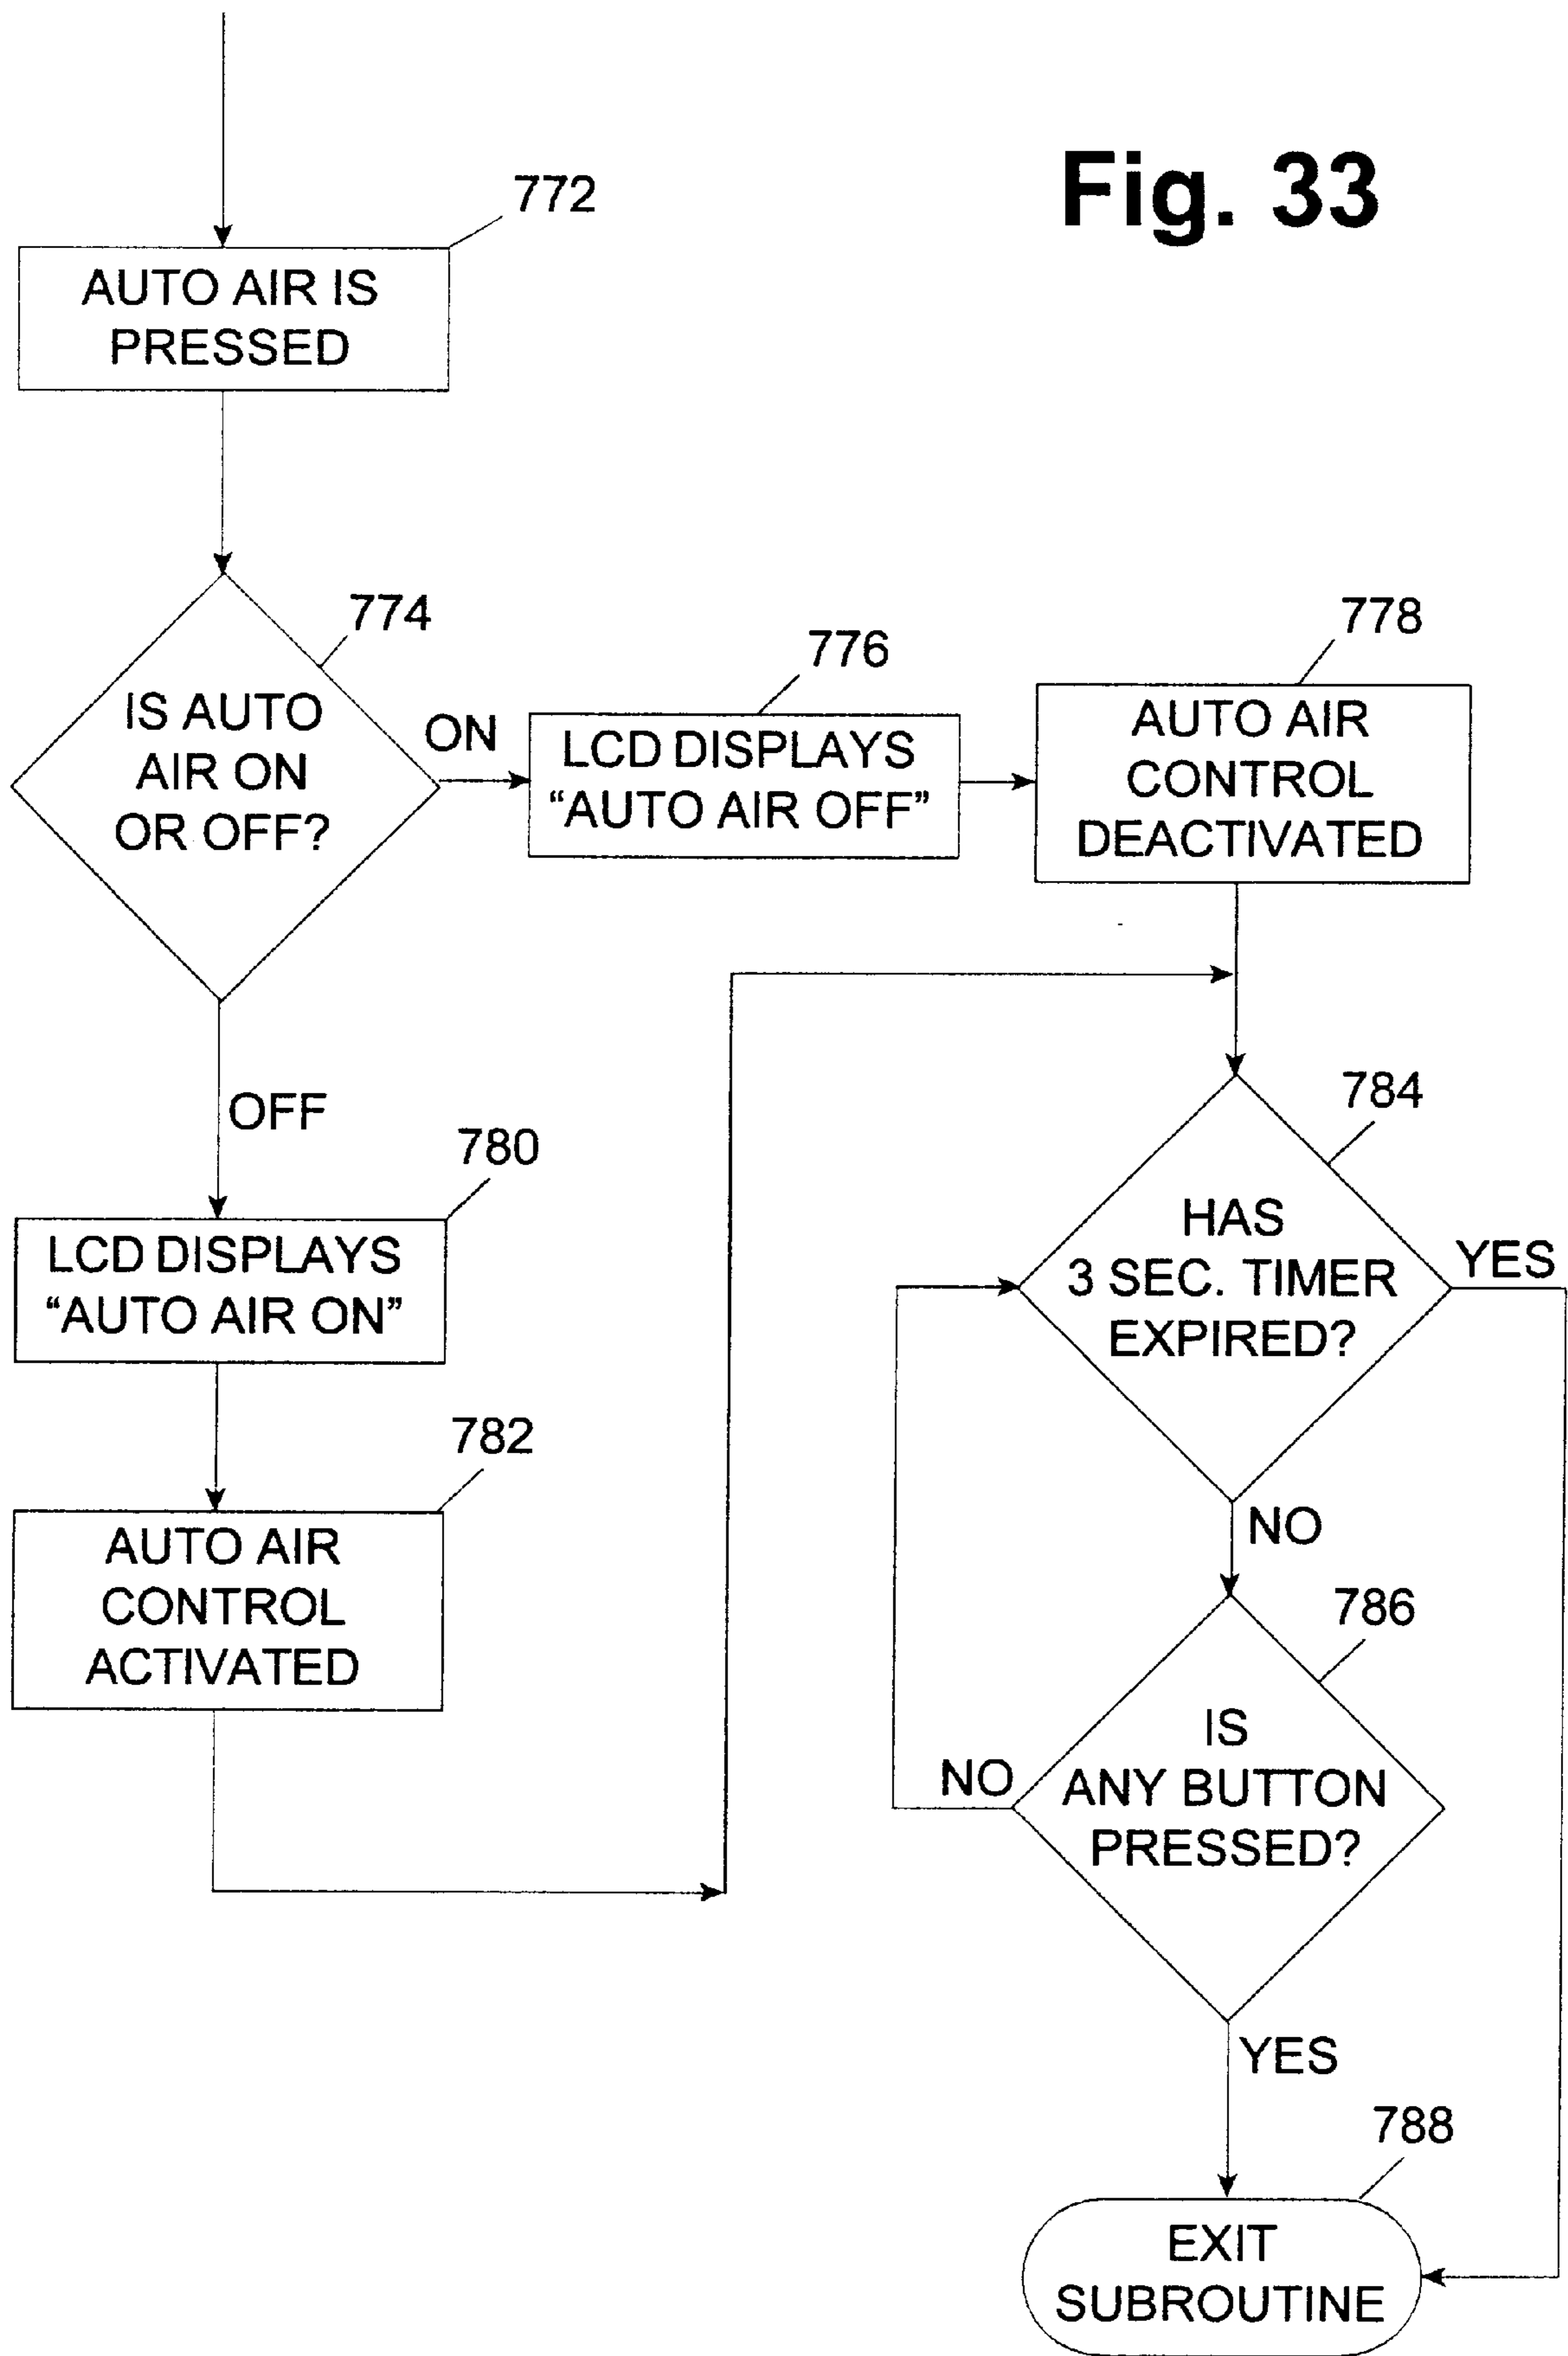 Fig. 33
772
AUTO AIR IS
PRESSED
774
IS AUTO
AIR ON
OR OFF?
ON
776
LCD DISPLAYS
“AUTO AIR OFF”
778
AUTO AIR
CONTROL
DEACTIVATED
OFF
780
LCD DISPLAYS
“AUTO AIR ON”
782
AUTO AIR
CONTROL
ACTIVATED
784
HAS
3 SEC. TIMER
EXPIRED?
YES
NO
786
IS
ANY BUTTON
PRESSED?
NO
YES
788
EXIT
SUBROUTINE